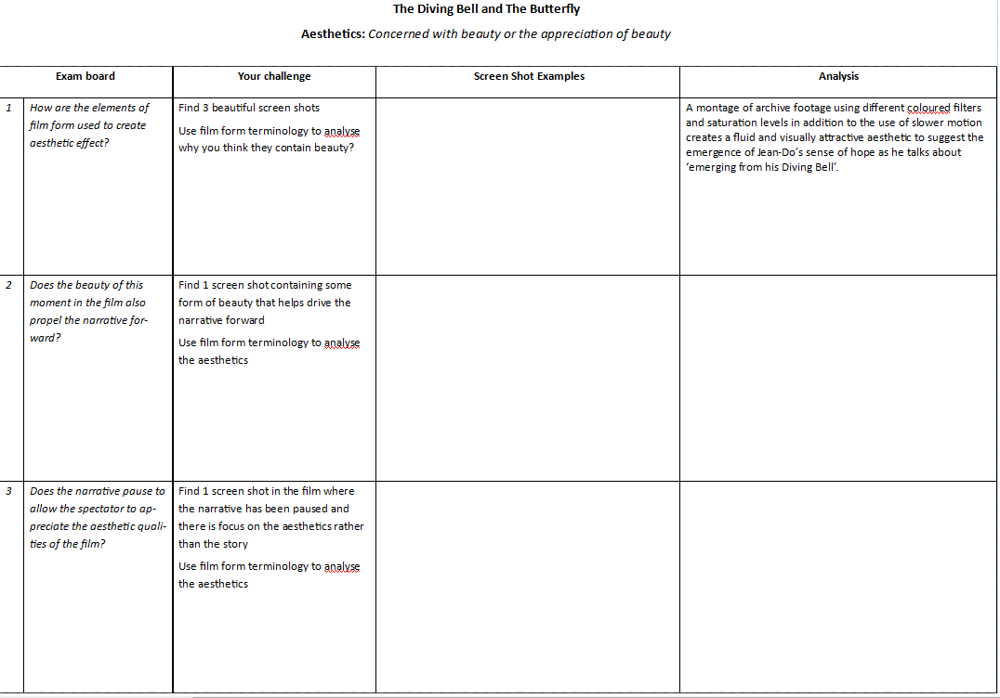 The Diving Bell and The Butterfly
Aesthetics: Concerned with beauty or the appreciation of beauty
Exam board
Your challenge
Screen Shot Examples
Analysis
1
How are the elements of
film form used to create
aesthetic effect?
Find 3 beautiful screen shots
Use film form terminology to analyse
why you think they contain beauty?
A montage of archive footage using different coloured filters
and saturation levels in addition to the use of slower motion
creates a fluid and visually attractive aesthetic to suggest the
emergence of Jean-Do’s sense of hope as he talks about
‘emerging from his Diving Bell’.
2
Does the beauty of this
moment in the film also
propel the narrative for-
ward?
Find 1 screen shot containing some
form of beauty that helps drive the
narrative forward
Use film form terminology to analyse
the aesthetics
3
Does the narrative pause to
allow the spectator to ap-
preciate the aesthetic quali-
ties of the film?
Find 1 screen shot in the film where
the narrative has been paused and
there is focus on the aesthetics rather
than the story
Use film form terminology to analyse
the aesthetics